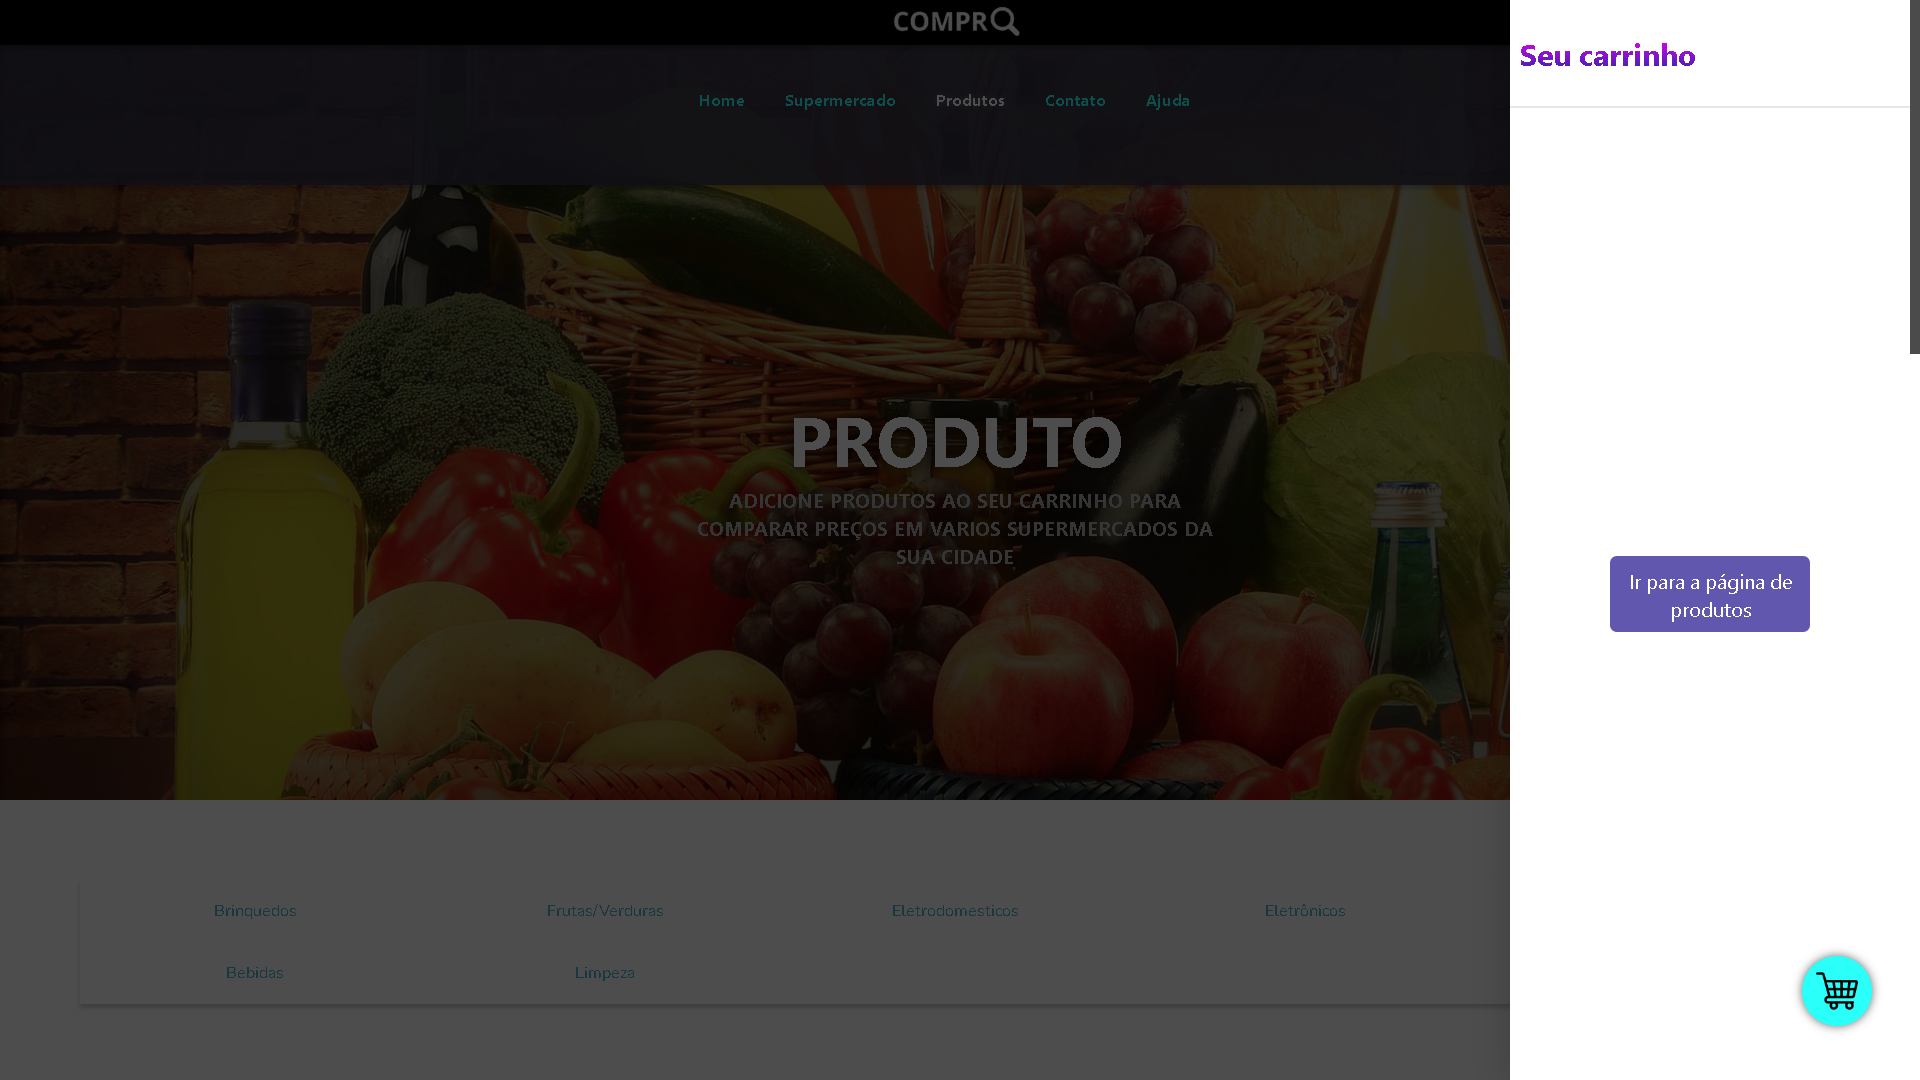 COMPR
Home Supermercado Produtos Contato Ajuda
PRODUTO
ADICIONE PRODUTOS AO SEU CARRINHO PARA
COMPARAR PREÇOS EM VARIOS SUPERMERCADOS DA
SUA CIDADE
Brinquedos Frutas/Verduras Eletrodomesticos Eletrônicos
Bebidas Limpeza
Seu carrinho
Ir para a página de
produtos